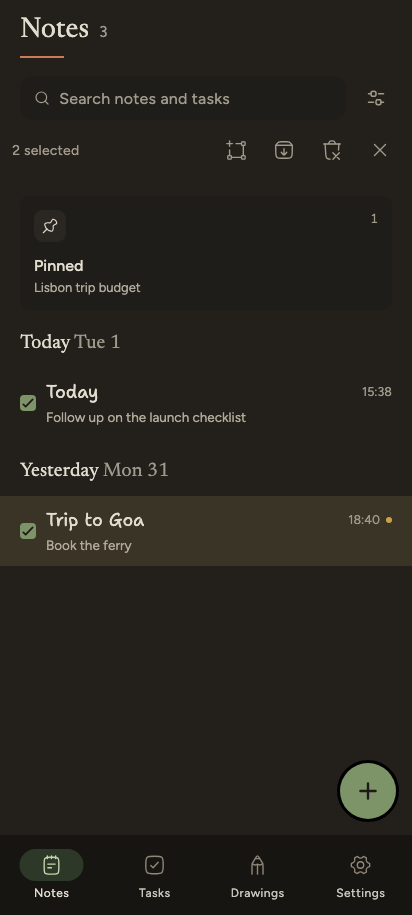 Notes 3
Search notes and tasks
2 selected
1
Pinned
Lisbon trip budget
Today Tue 1
Today 15:38
Follow up on the launch checklist
Yesterday Mon 31
Trip to Goa 18:40
Book the ferry
Notes Tasks Drawings Settings